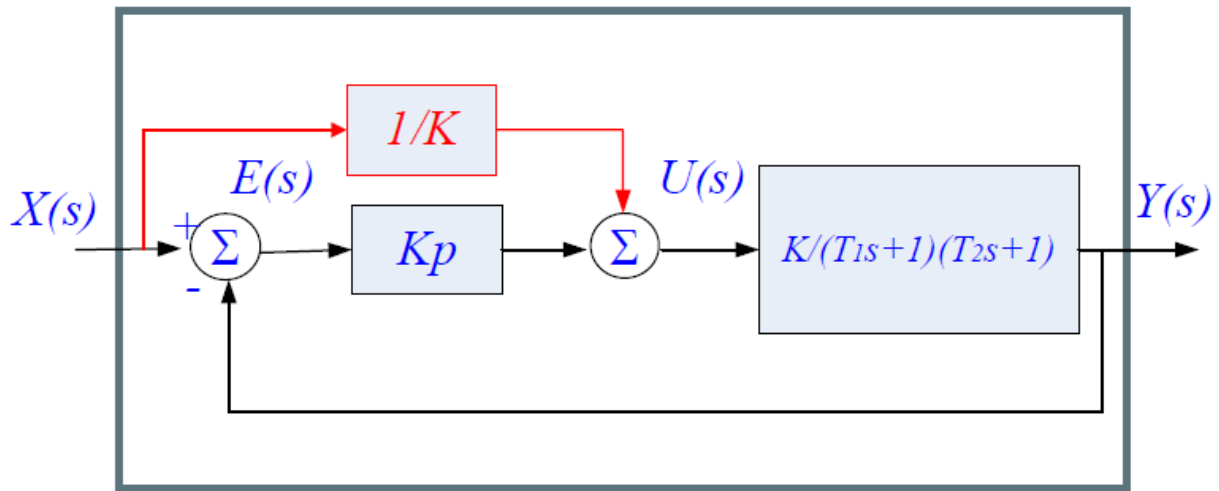 1/K
E(s)
U(s)
X(s)
Y(s)
+
Σ
Kp
Σ
K/(T1s+1)(T2s+1)
-